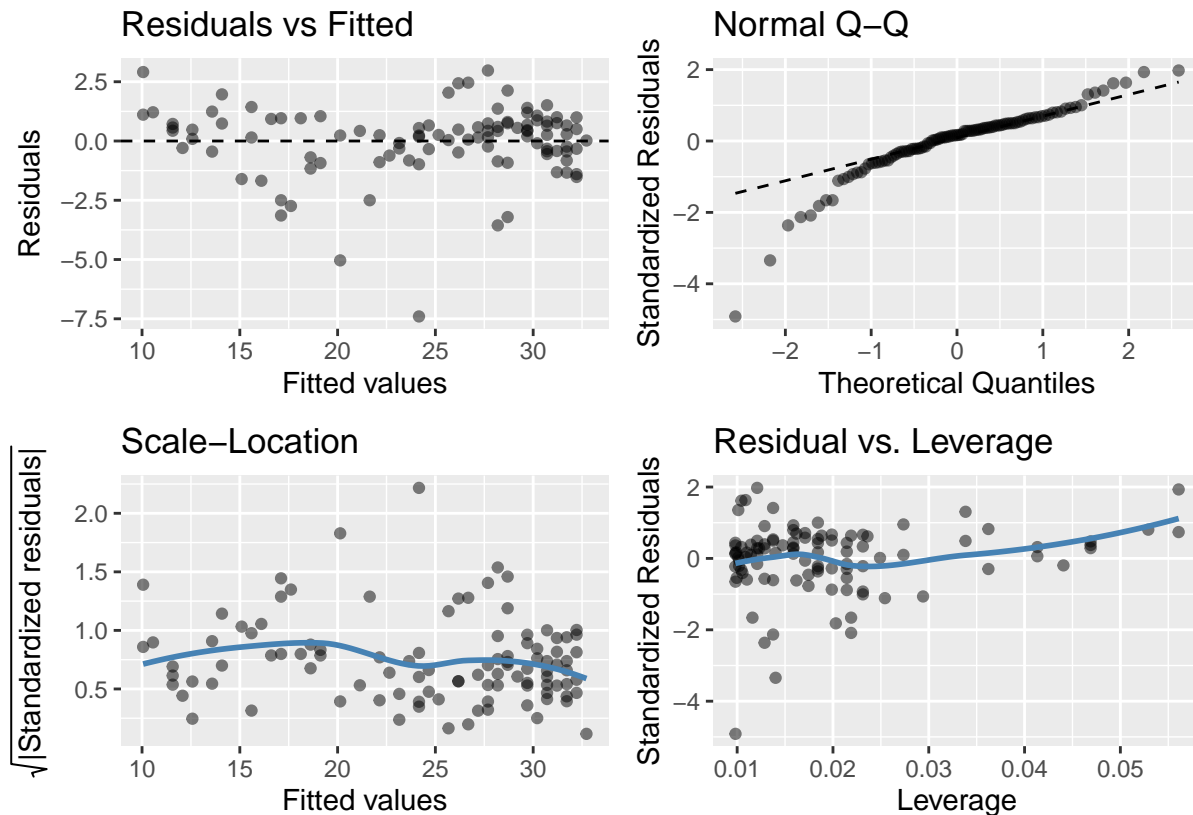 Residuals vs Fitted
Residuals
2.5
0.0
−2.5
−5.0
−7.5
10 15 20 25 30
Fitted values
Normal Q−Q
Standardized Residuals
2
0
−2
−4
−2 −1 0 1 2
Theoretical Quantiles
Scale−Location
√|Standardized residuals|
2.0
1.5
1.0
0.5
10 15 20 25 30
Fitted values
Residual vs. Leverage
Standardized Residuals
2
0
−2
−4
0.01 0.02 0.03 0.04 0.05
Leverage